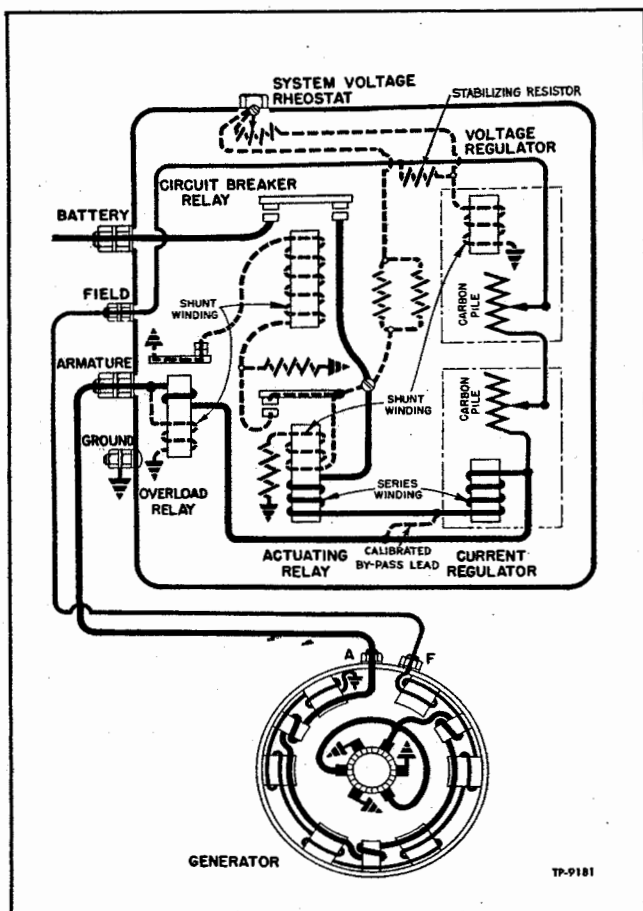 SYSTEM VOLTAGE
RHEOSTAT
STABILIZING RESISTOR
VOLTAGE
REGULATOR
CIRCUIT BREAKER
RELAY
BATTERY
FIELD
SHUNT
WINDING
CARBON
PILE
ARMATURE
SHUNT
WINDING
CARBON
PILE
GROUND
OVERLOAD
RELAY
SERIES
WINDING
ACTUATING
RELAY
CALIBRATED
BY-PASS LEAD
CURRENT
REGULATOR
A
F
GENERATOR
TP-9181